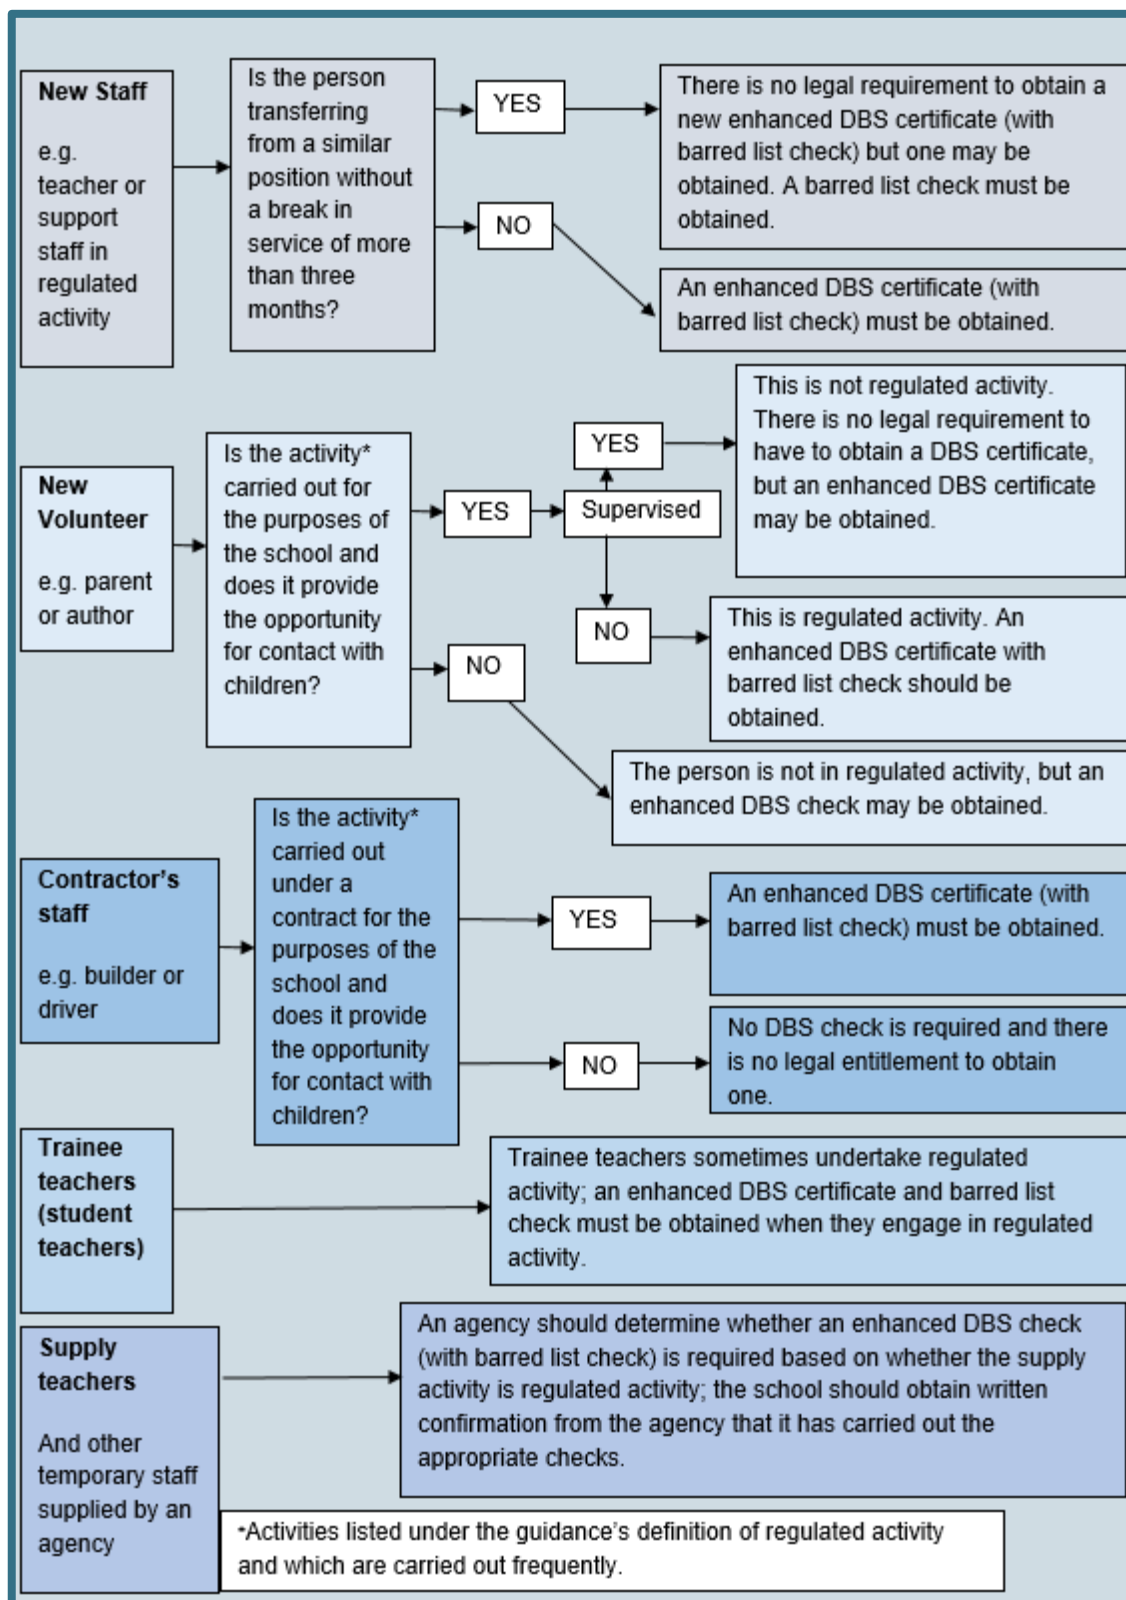 New Staff
e.g.
teacher or
support
staff in
regulated
activity
Is the person
transferring
from a similar
position without
a break in
service of more
than three
months?
YES
There is no legal requirement to obtain a
new enhanced DBS certificate (with
barred list check) but one may be
obtained. A barred list check must be
obtained.
NO
An enhanced DBS certificate (with
barred list check) must be obtained.
New
Volunteer
e.g. parent
or author
Is the activity*
carried out for
the purposes of
the school and
does it provide
the opportunity
for contact with
children?
YES
Supervised
YES
This is not regulated activity.
There is no legal requirement to
have to obtain a DBS certificate,
but an enhanced DBS certificate
may be obtained.
NO
This is regulated activity. An
enhanced DBS certificate with
barred list check should be
obtained.
NO
The person is not in regulated activity, but an
enhanced DBS check may be obtained.
Contractor's
staff
e.g. builder or
driver
Is the activity*
carried out
under a
contract for the
purposes of the
school and
does it provide
the opportunity
for contact with
children?
YES
An enhanced DBS certificate (with
barred list check) must be obtained.
NO
No DBS check is required and there
is no legal entitlement to obtain
one.
Trainee
teachers
(student
teachers)
Trainee teachers sometimes undertake regulated
activity; an enhanced DBS certificate and barred list
check must be obtained when they engage in regulated
activity.
Supply
teachers
And other
temporary staff
supplied by an
agency
An agency should determine whether an enhanced DBS check
(with barred list check) is required based on whether the supply
activity is regulated activity; the school should obtain written
confirmation from the agency that it has carried out the
appropriate checks.
*Activities listed under the guidance's definition of regulated activity
and which are carried out frequently.